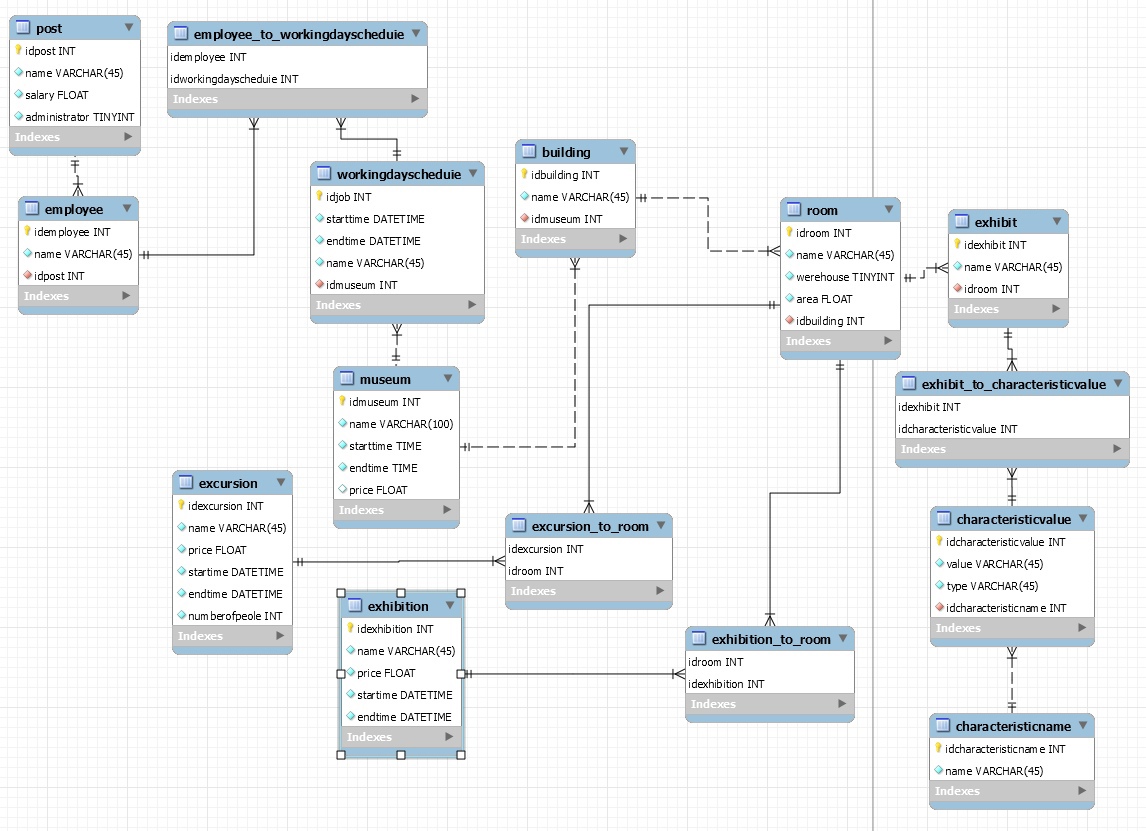 post
idpost INT
name VARCHAR(45)
salary FLOAT
administrator TINYINT
Indexes
employee_to_workingdayscheduie
idemployee INT
idworkingdayscheduie INT
Indexes
employee
idemployee INT
name VARCHAR(45)
idpost INT
Indexes
workingdayscheduie
idjob INT
starttime DATETIME
endtime DATETIME
name VARCHAR(45)
idmuseum INT
Indexes
building
idbuilding INT
name VARCHAR(45)
idmuseum INT
Indexes
room
idroom INT
name VARCHAR(45)
werehouse TINYINT
area FLOAT
idbuilding INT
Indexes
exhibit
idexhibit INT
name VARCHAR(45)
idroom INT
Indexes
museum
idmuseum INT
name VARCHAR(100)
starttime TIME
endtime TIME
price FLOAT
Indexes
exhibit_to_characteristicvalue
idexhibit INT
idcharacteristicvalue INT
Indexes
excursion
idexcursion INT
name VARCHAR(45)
price FLOAT
startime DATETIME
endtime DATETIME
numberofpeole INT
Indexes
excursion_to_room
idexcursion INT
idroom INT
Indexes
characteristicvalue
idcharacteristicvalue INT
value VARCHAR(45)
type VARCHAR(45)
idcharacteristicname INT
Indexes
exhibition
idexhibition INT
name VARCHAR(45)
price FLOAT
startime DATETIME
endtime DATETIME
Indexes
exhibition_to_room
idroom INT
idexhibition INT
Indexes
characteristicname
idcharacteristicname INT
name VARCHAR(45)
Indexes